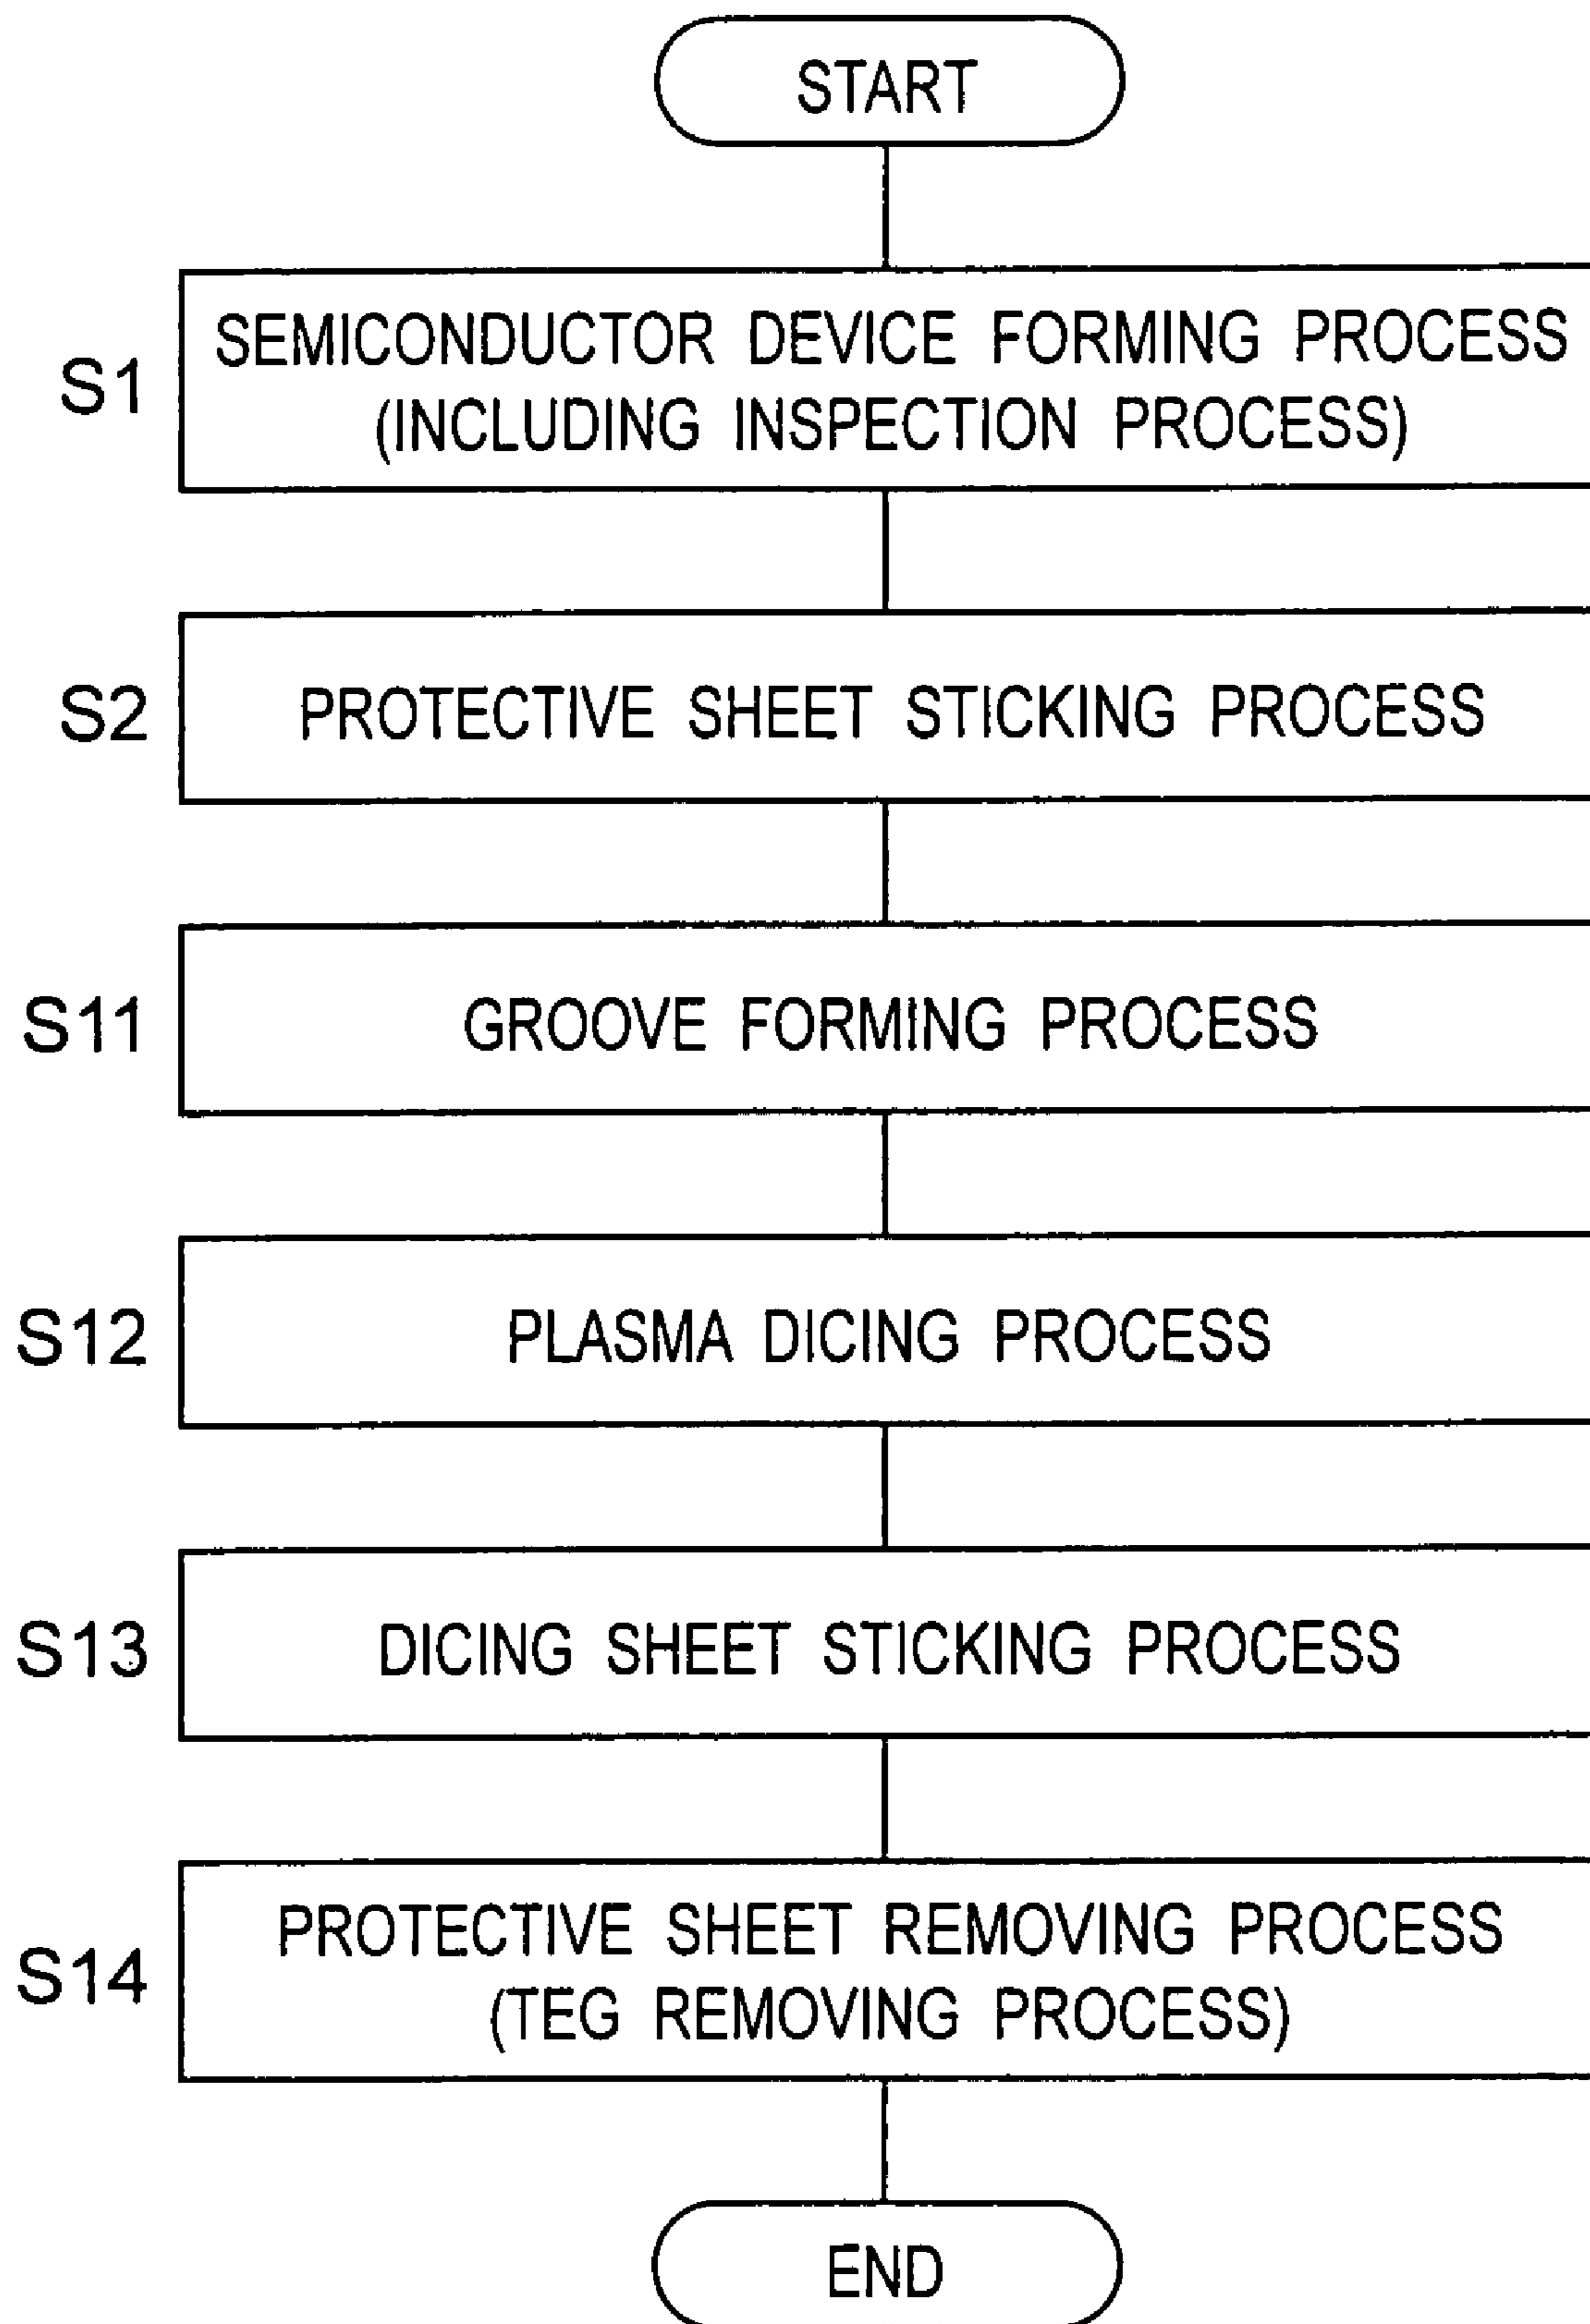 START
S1
SEMICONDUCTOR DEVICE FORMING PROCESS
(INCLUDING INSPECTION PROCESS)
S2
PROTECTIVE SHEET STICKING PROCESS
S11
GROOVE FORMING PROCESS
S12
PLASMA DICING PROCESS
S13
DICING SHEET STICKING PROCESS
S14
PROTECTIVE SHEET REMOVING PROCESS
(TEG REMOVING PROCESS)
END